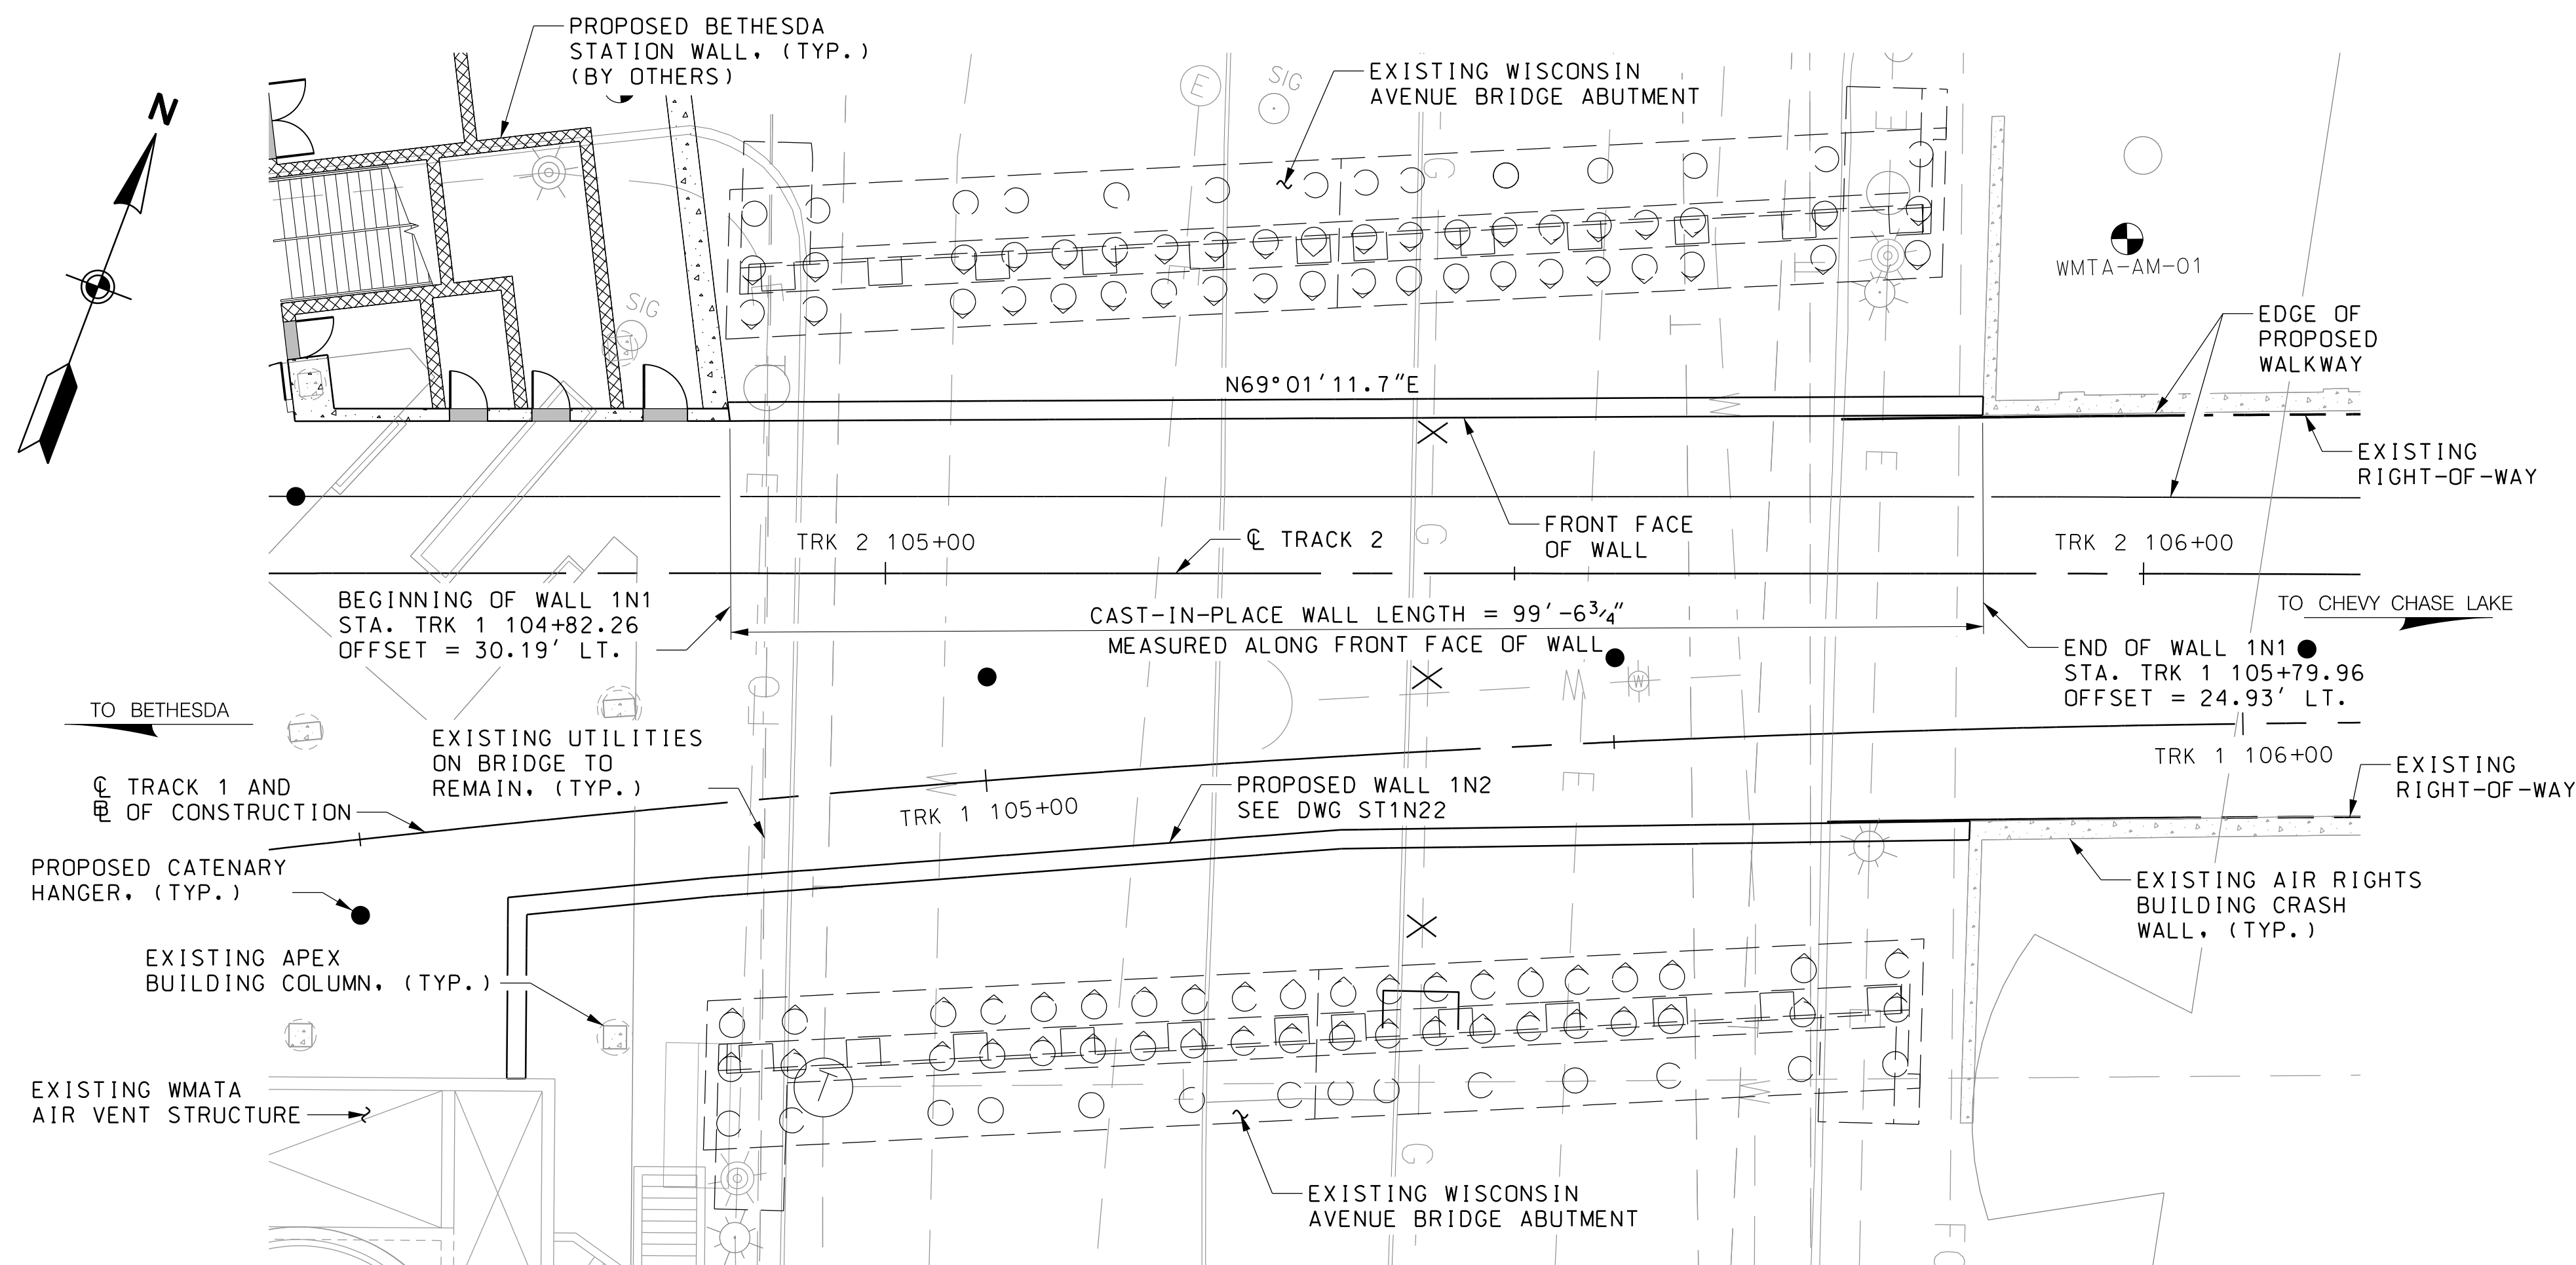 PROPOSED BETHESDA
STATION WALL, (TYP.)
(BY OTHERS)
N
E
SIG
EXISTING WISCONSIN
AVENUE BRIDGE ABUTMENT
WMTA-AM-01
SIG
EDGE OF
PROPOSED
WALKWAY
N69°01'11.7"E
EXISTING
RIGHT-OF-WAY
FRONT FACE
OF WALL
TRK 2 105+00
℄ TRACK 2
TRK 2 106+00
BEGINNING OF WALL 1N1
STA. TRK 1 104+82.26
OFFSET = 30.19' LT.
CAST-IN-PLACE WALL LENGTH = 99'-6¾"
MEASURED ALONG FRONT FACE OF WALL
TO CHEVY CHASE LAKE
END OF WALL 1N1
STA. TRK 1 105+79.96
OFFSET = 24.93' LT.
W
W
TO BETHESDA
EXISTING UTILITIES
ON BRIDGE TO
REMAIN, (TYP.)
℄ TRACK 1 AND
BL OF CONSTRUCTION
TRK 1 105+00
PROPOSED WALL 1N2
SEE DWG ST1N22
TRK 1 106+00
EXISTING
RIGHT-OF-WAY
PROPOSED CATENARY
HANGER, (TYP.)
EXISTING AIR RIGHTS
BUILDING CRASH
WALL, (TYP.)
EXISTING APEX
BUILDING COLUMN, (TYP.)
EXISTING WMATA
AIR VENT STRUCTURE
T
EXISTING WISCONSIN
AVENUE BRIDGE ABUTMENT
G
G
G
E
E
E
W
W
W
T
FO